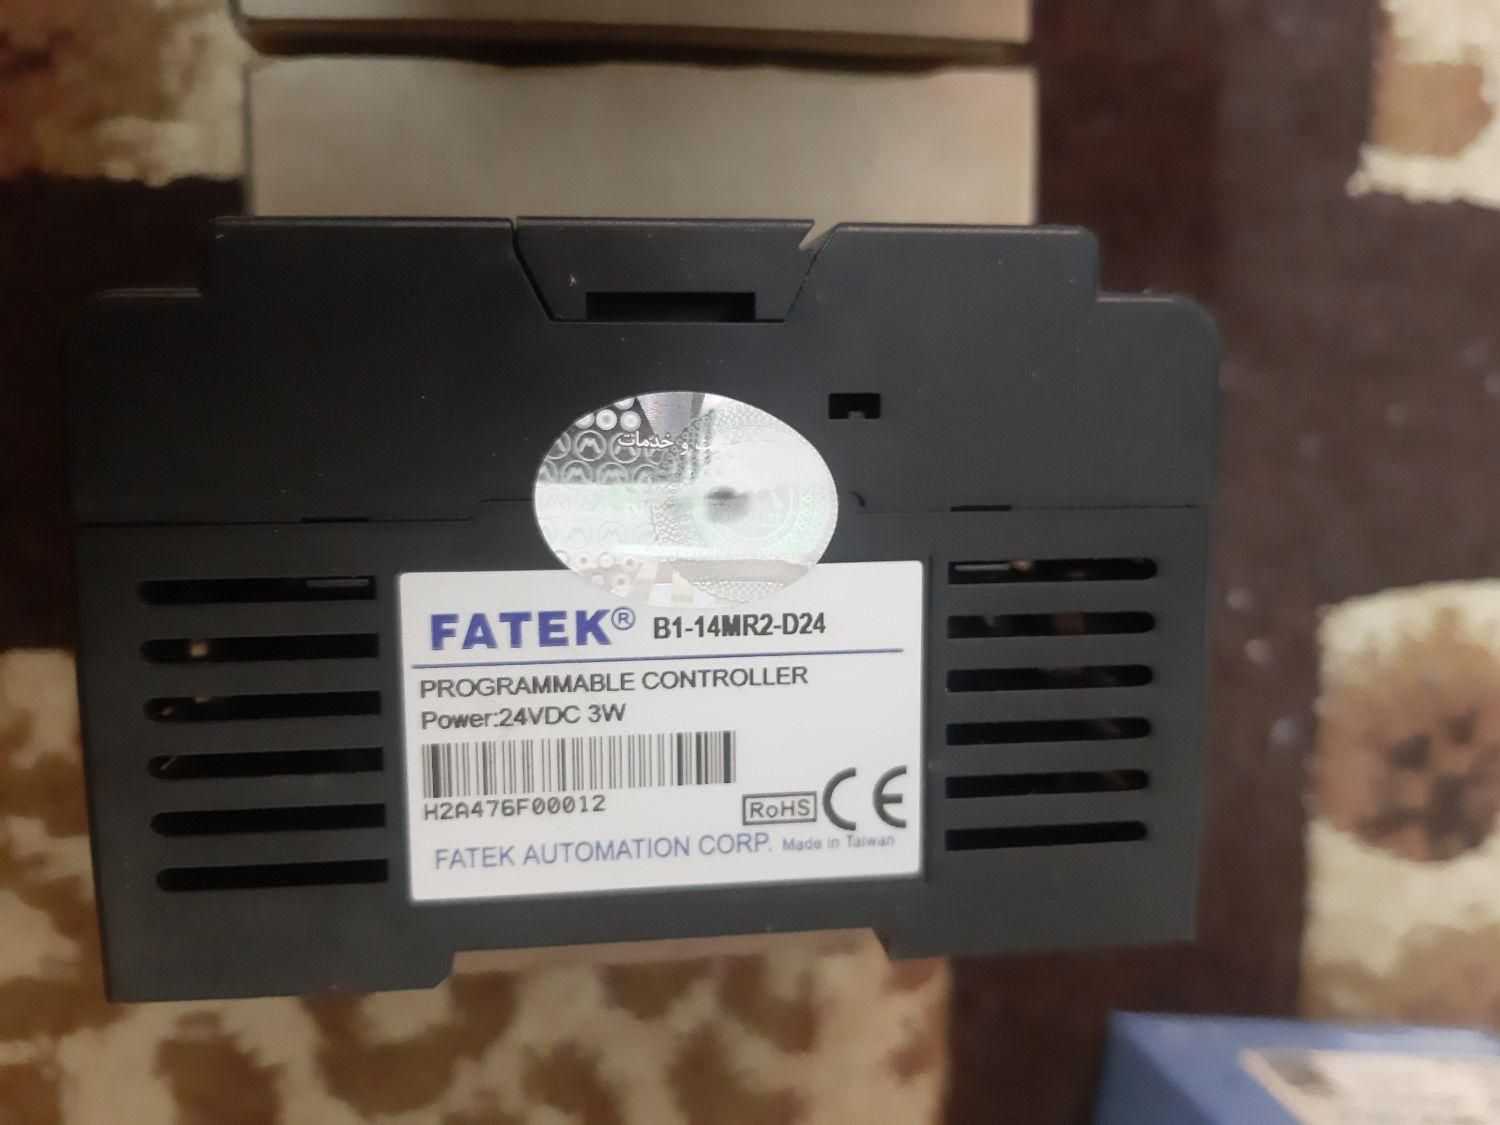 و خدمات
FATEK® B1-14MR2-D24
PROGRAMMABLE CONTROLLER
Power:24VDC 3W
H2A476F00012
RoHS CE
FATEK AUTOMATION CORP. Made in Taiwan